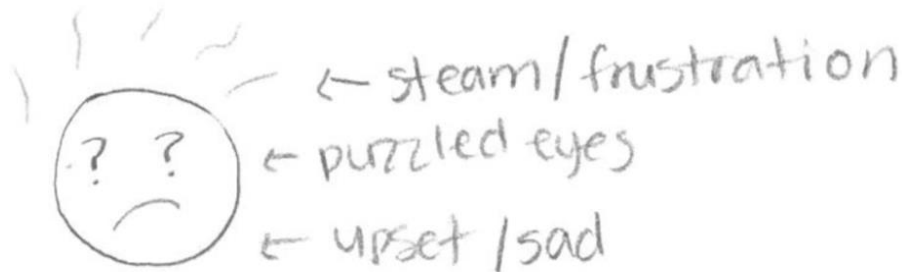 ← steam/frustration
? ? ← puzzled eyes
← upset/sad